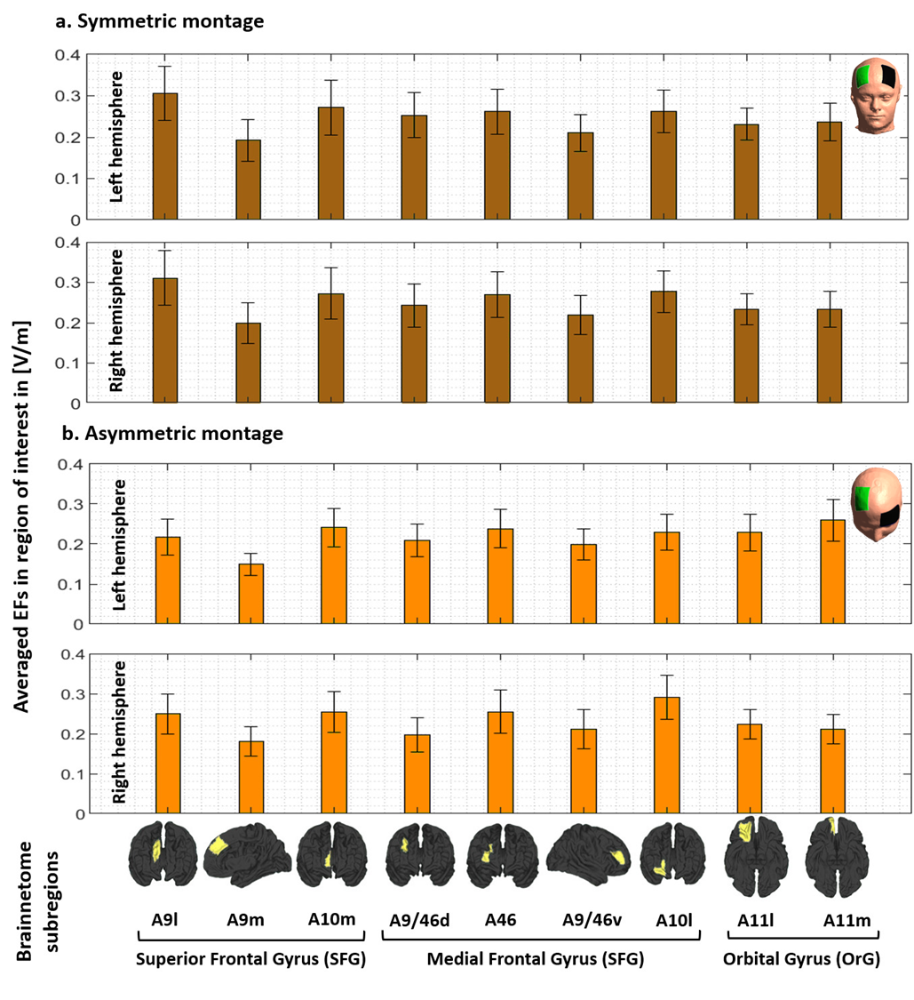 a. Symmetric montage
Left hemisphere
0.4
0.3
0.2
0.1
0
Right hemisphere
0.4
0.3
0.2
0.1
0
Averaged EFs in region of interest in [V/m]
b. Asymmetric montage
Left hemisphere
0.4
0.3
0.2
0.1
0
Right hemisphere
0.4
0.3
0.2
0.1
0
Brainnetome
subregions
A9l A9m A10m A9/46d A46 A9/46v A10l A11l A11m
Superior Frontal Gyrus (SFG) Medial Frontal Gyrus (SFG) Orbital Gyrus (OrG)